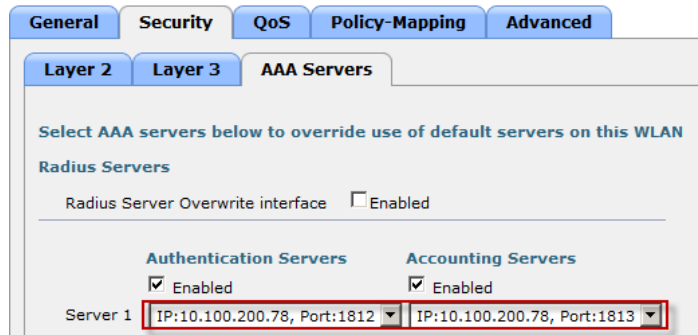 General Security QoS Policy-Mapping Advanced
Layer 2 Layer 3 AAA Servers
Select AAA servers below to override use of default servers on this WLAN
Radius Servers
Radius Server Overwrite interface Enabled
Authentication Servers Accounting Servers
Enabled Enabled
Server 1 IP:10.100.200.78, Port:1812 IP:10.100.200.78, Port:1813